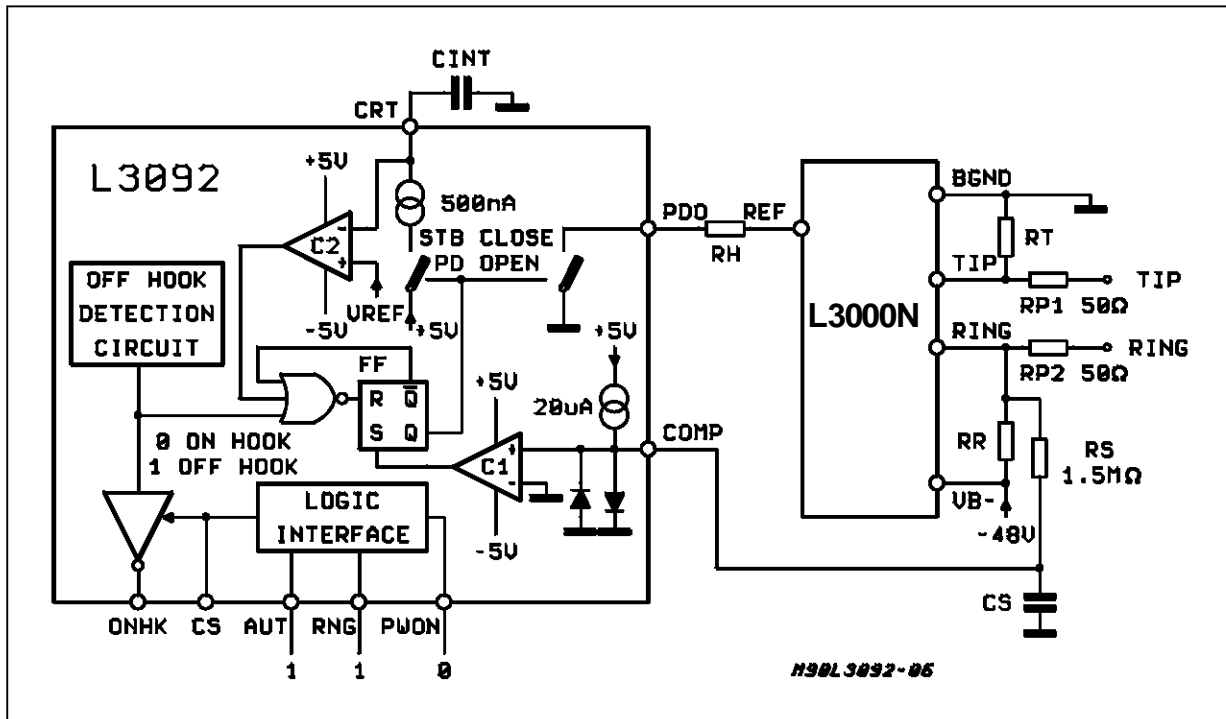 CINT
CRT
L3092
+5V
500nA
C2
-
+
-5V
VREF
STB CLOSE
PD OPEN
+5V
OFF HOOK
DETECTION
CIRCUIT
0 ON HOOK
1 OFF HOOK
FF
R Q
S Q
+5V
C1
+
-
-5V
+5V
20uA
LOGIC
INTERFACE
PDO
REF
RH
COMP
ONHK
CS
AUT
RNG
PWON
1
1
0
L3000N
BGND
RT
TIP
RP1 50Ω
TIP
RING
RP2 50Ω
RING
RR
RS
1.5MΩ
VB-
-48V
CS
M90L3092-06